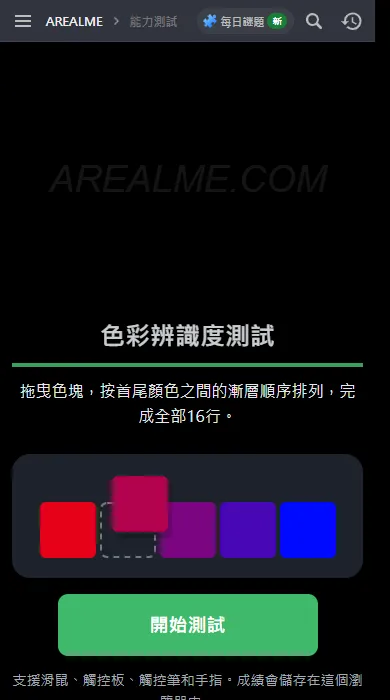 AREALME > 能力測試 每日謎題 新
AREALME.COM
色彩辨識度測試
拖曳色塊，按首尾顏色之間的漸層順序排列，完
成全部16行。
開始測試
支援滑鼠、觸控板、觸控筆和手指。成績會儲存在這個瀏
覽器中